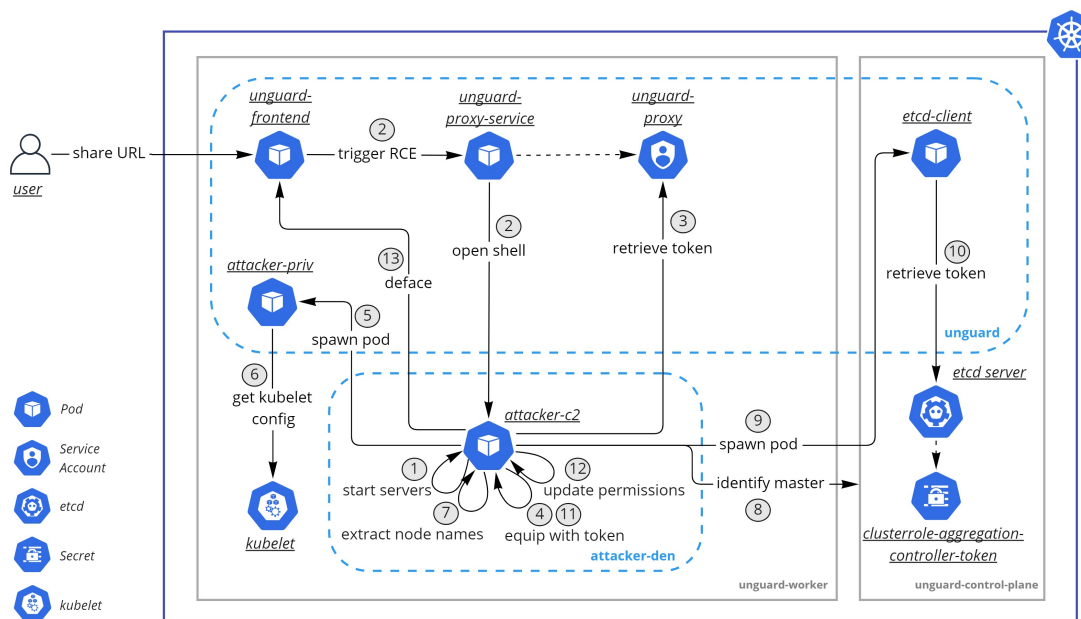 unguard-
frontend
unguard-
proxy-service
unguard-
proxy
etcd-client
user
share URL
2
trigger RCE
2
open shell
3
retrieve token
10
retrieve token
13
deface
attacker-priv
5
spawn pod
unguard
6
get kubelet
config
etcd server
attacker-c2
9
spawn pod
1
start servers
12
update permissions
identify master
8
7
extract node names
4
11
equip with token
kubelet
attacker-den
clusterrole-aggregation-
controller-token
unguard-worker
unguard-control-plane
Pod
Service
Account
etcd
Secret
kubelet